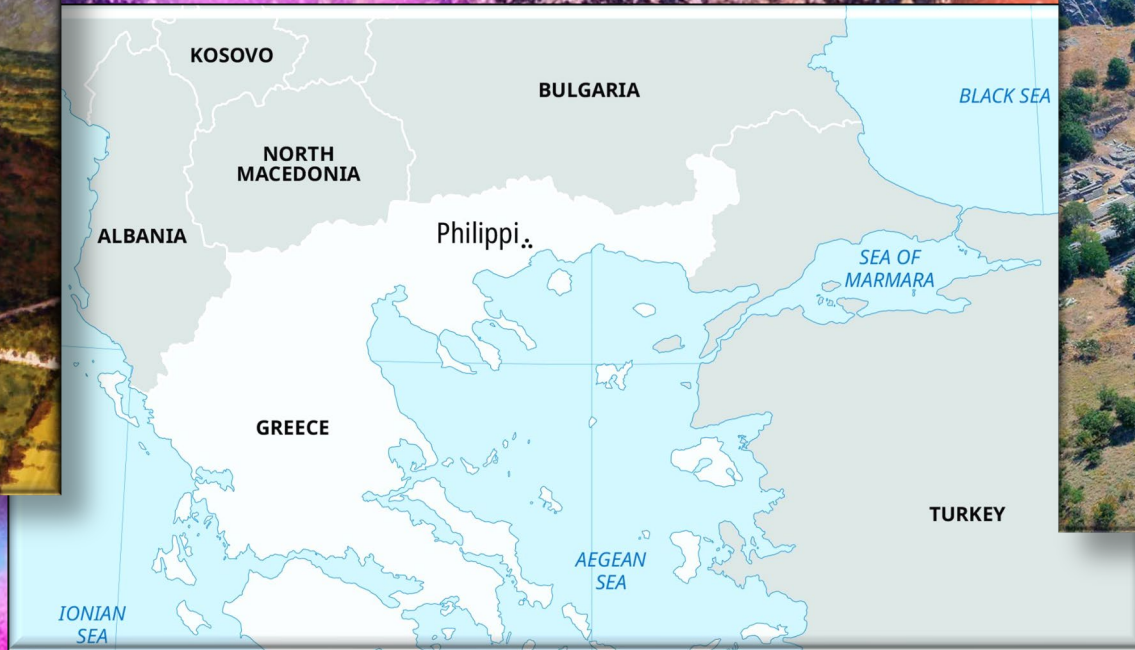 KOSOVO
BULGARIA
BLACK SEA
NORTH
MACEDONIA
ALBANIA
Philippi
SEA OF
MARMARA
GREECE
TURKEY
AEGEAN
SEA
IONIAN
SEA